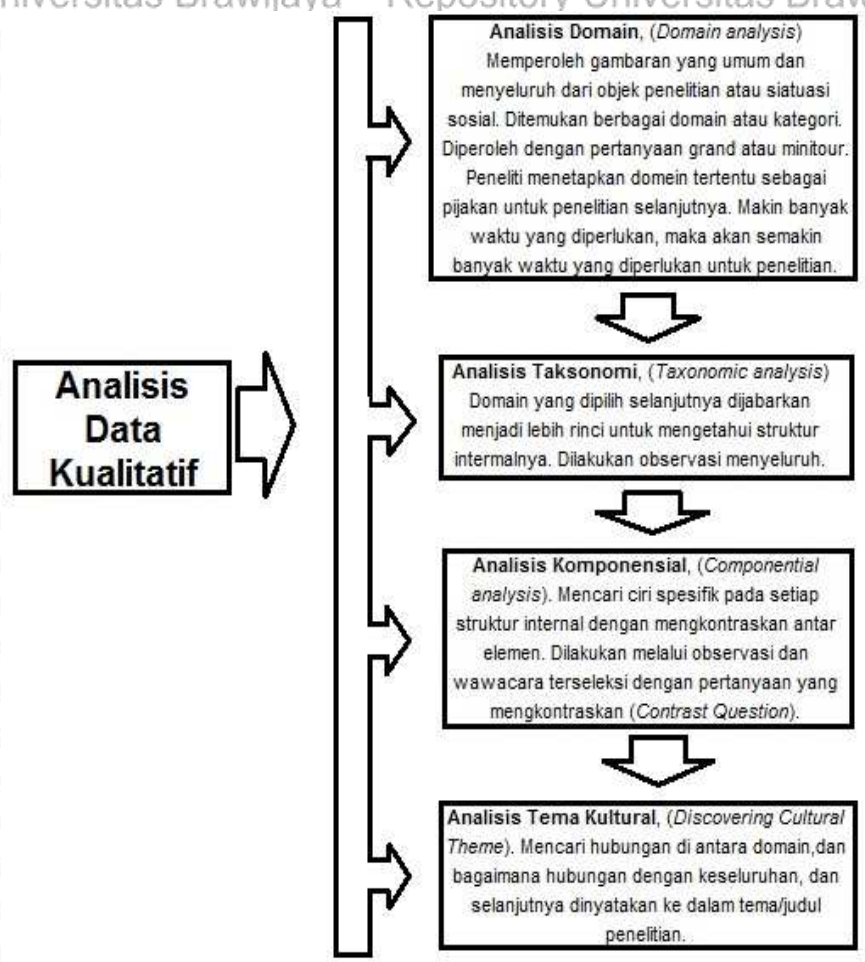 niversitas Brawijaya Repository Universitas Braw
Analisis Domain, (Domain analysis)
Memperoleh gambaran yang umum dan
menyeluruh dari objek penelitian atau siatuasi
sosial. Ditemukan berbagai domain atau kategori.
Diperoleh dengan pertanyaan grand atau minitour.
Peneliti menetapkan domein tertentu sebagai
pijakan untuk penelitian selanjutnya. Makin banyak
waktu yang diperlukan, maka akan semakin
banyak waktu yang diperlukan untuk penelitian.
Analisis
Data
Kualitatif
Analisis Taksonomi, (Taxonomic analysis)
Domain yang dipilih selanjutnya dijabarkan
menjadi lebih rinci untuk mengetahui struktur
internalnya. Dilakukan observasi menyeluruh.
Analisis Komponensial, (Componential
analysis). Mencari ciri spesifik pada setiap
struktur internal dengan mengkontraskan antar
elemen. Dilakukan melalui observasi dan
wawacara terseleksi dengan pertanyaan yang
mengkontraskan (Contrast Question).
Analisis Tema Kultural, (Discovering Cultural
Theme). Mencari hubungan di antara domain,dan
bagaimana hubungan dengan keseluruhan, dan
selanjutnya dinyatakan ke dalam tema/judul
penelitian.